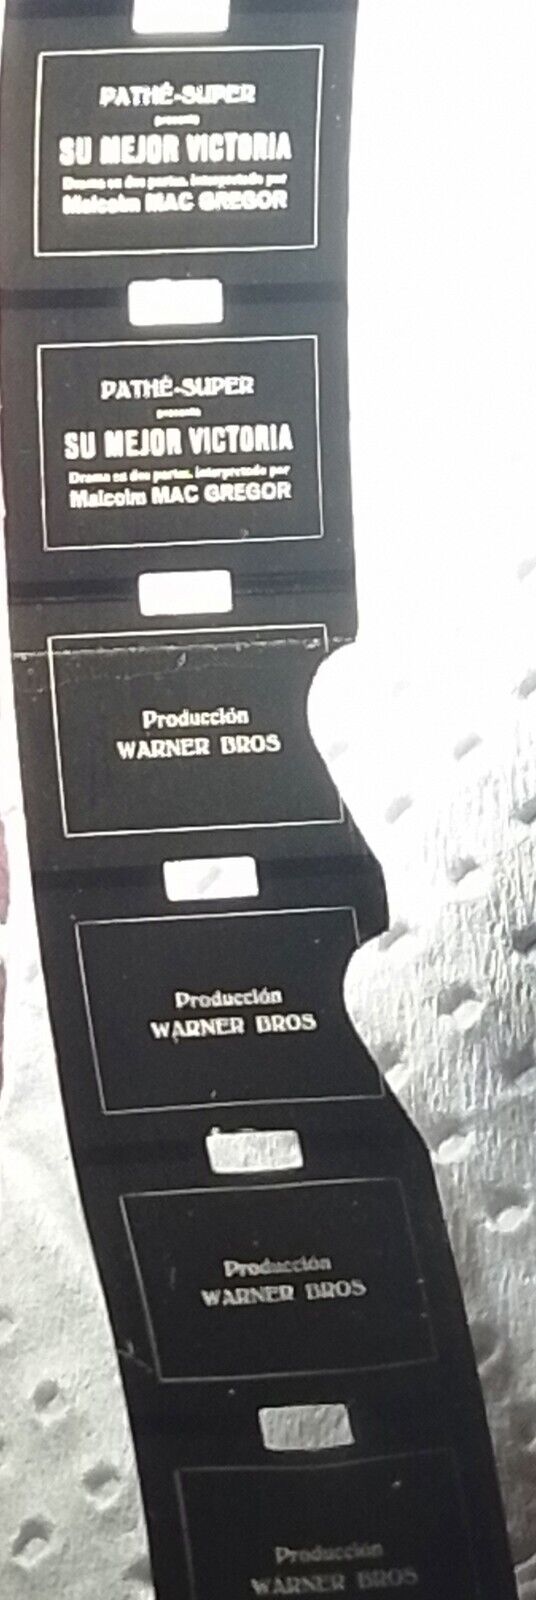 PATHÉ-SUPER
presenta
SU MEJOR VICTORIA
Drama en dos partes, interpretado por
Malcolm MAC GREGOR
PATHÉ-SUPER
presenta
SU MEJOR VICTORIA
Drama en dos partes, interpretado por
Malcolm MAC GREGOR
Producción
WARNER BROS
Producción
WARNER BROS
Producción
WARNER BROS
Producción
WARNER BROS